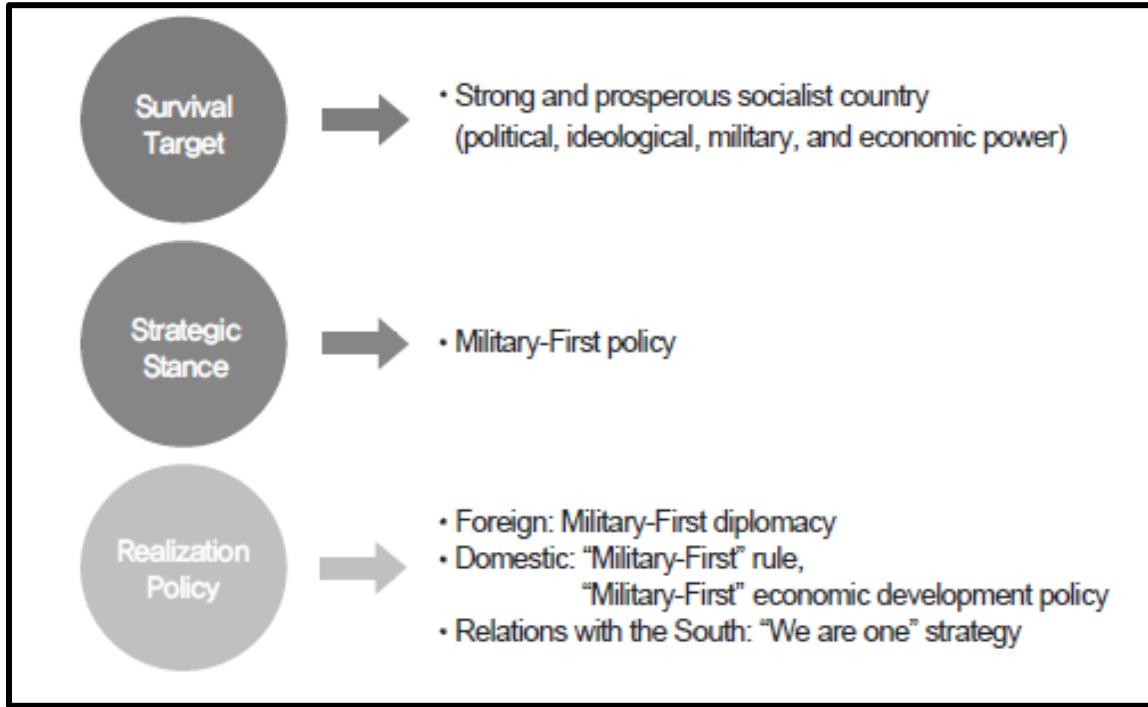 Survival
Target
• Strong and prosperous socialist country
(political, ideological, military, and economic power)
Strategic
Stance
• Military-First policy
Realization
Policy
• Foreign: Military-First diplomacy
• Domestic: “Military-First” rule,
“Military-First” economic development policy
• Relations with the South: “We are one” strategy